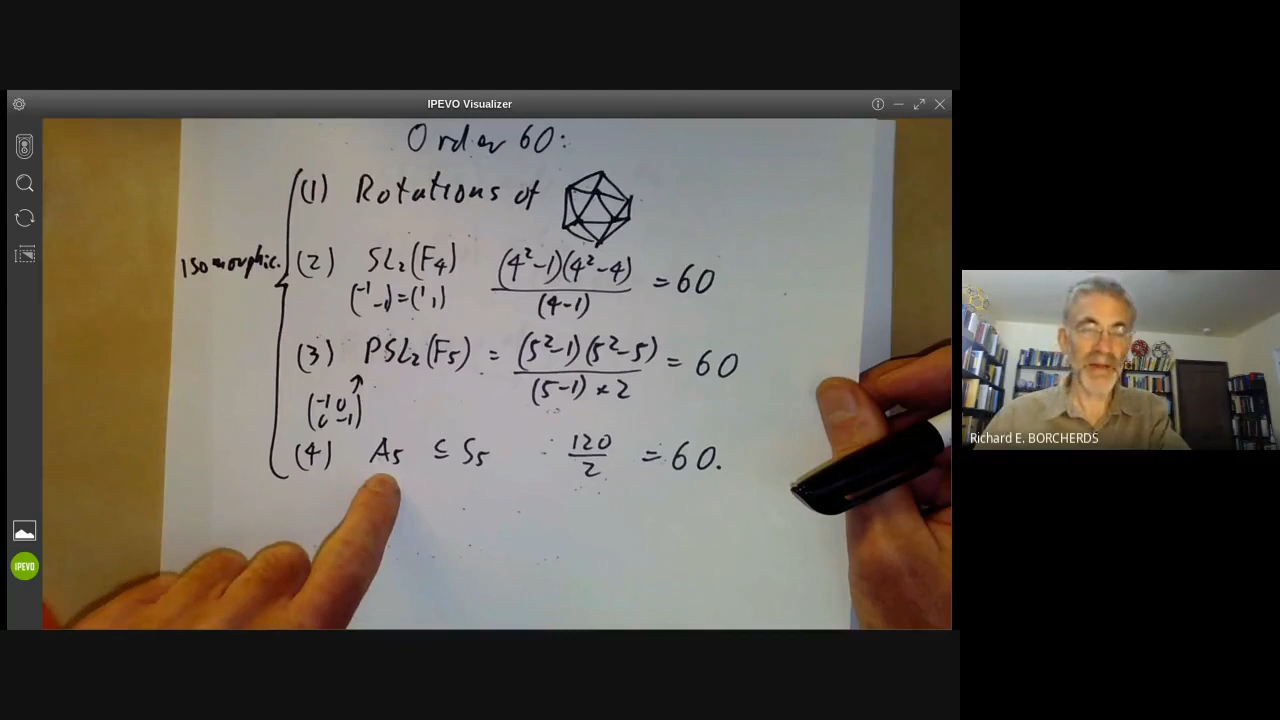 IPEVO Visualizer
Order 60:
(1) Rotations of
Isomorphic.
(2) SL₂(F₄) (4²-1)(4²-4)/(4-1) = 60
(-1 -1) = (1 1)
(3) PSL₂(F₅) = (5²-1)(5²-5)/((5-1)×2) = 60
(-1 0
0 -1)
(4) A₅ ≤ S₅ 120/2 = 60.
IPEVO
Richard E. BORCHERDS